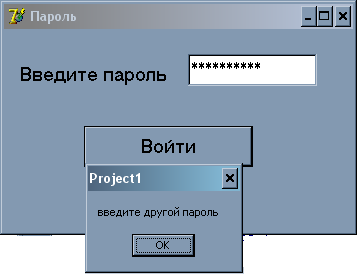 Пароль
Введите пароль
**********
Войти
Project1
введите другой пароль
OK